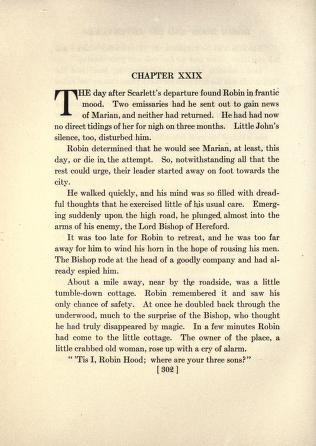 CHAPTER XXIX
THE day after Scarlett's departure found Robin in frantic
mood. Two emissaries had he sent out to gain news
of Marian, and neither had returned. He had had now
no direct tidings of her for nigh on three months. Little John's
silence, too, disturbed him.
Robin determined that he would see Marian, at least, this
day, or die in the attempt. So, notwithstanding all that the
rest could urge, their leader started away on foot towards the
city.
He walked quickly, and his mind was so filled with dread-
ful thoughts that he exercised little of his usual care. Emerg-
ing suddenly upon the high road, he plunged almost into the
arms of his enemy, the Lord Bishop of Hereford.
It was too late for Robin to retreat, and he was too far
away for him to wind his horn in the hope of rousing his men.
The Bishop rode at the head of a goodly company and had al-
ready espied him.
About a mile away, near by the roadside, was a little
tumble-down cottage. Robin remembered it and saw his
only chance of safety. At once he doubled back through the
underwood, much to the surprise of the Bishop, who thought
he had truly disappeared by magic. In a few minutes Robin
had come to the little cottage. The owner of the place, a
little crabbed old woman, rose up with a cry of alarm.
"'Tis I, Robin Hood; where are your three sons?"
[ 302 ]